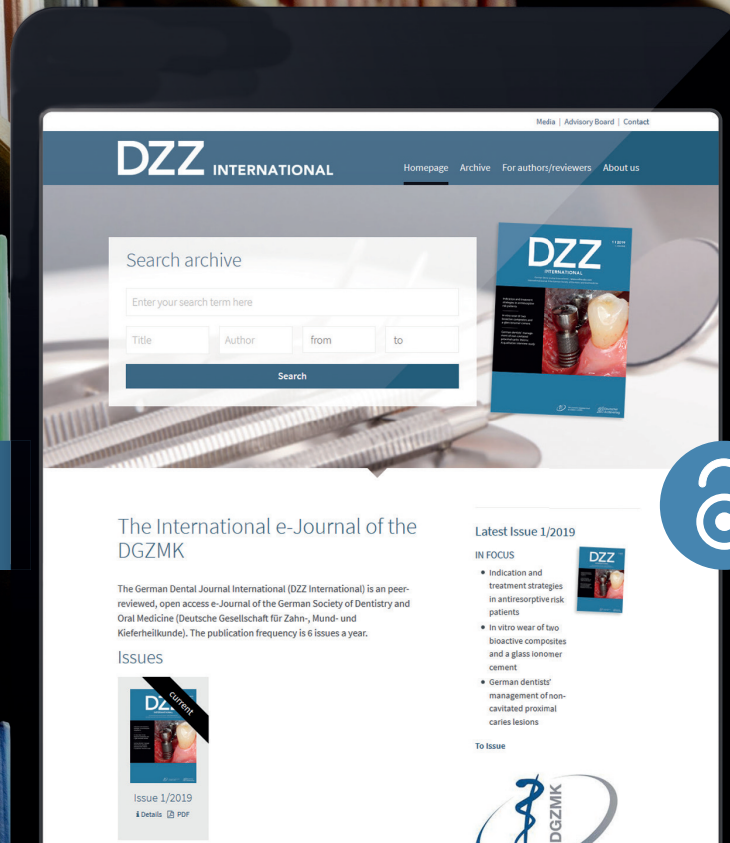 Media | Advisory Board | Contact
DZZ INTERNATIONAL
Homepage Archive For authors/reviewers About us
Search archive
Enter your search term here
Title Author from to
Search
DZZ
INTERNATIONAL
The International e-Journal of the
DGZMK
The German Dental Journal International (DZZ International) is an peer-
reviewed, open access e-Journal of the German Society of Dentistry and
Oral Medicine (Deutsche Gesellschaft für Zahn-, Mund- und
Kieferheilkunde). The publication frequency is 6 issues a year.
Issues
DZZ
current
Issue 1/2019
i Details PDF
Latest Issue 1/2019
IN FOCUS
DZZ
• Indication and
treatment strategies
in antiresorptive risk
patients
• In vitro wear of two
bioactive composites
and a glass ionomer
cement
• German dentists'
management of non-
cavitated proximal
caries lesions
To Issue
DGZMK